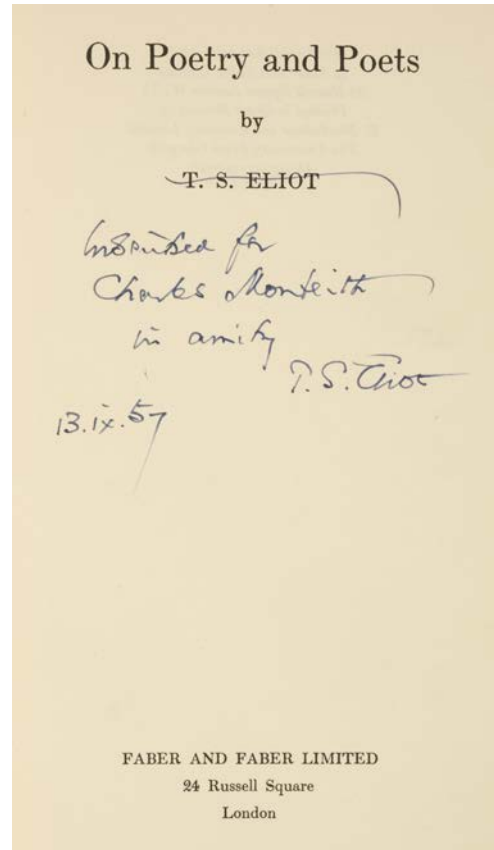 On Poetry and Poets
by
T. S. ELIOT
Inscribed for
Charles Monteith
in amity
T. S. Eliot
13.ix.57
FABER AND FABER LIMITED
24 Russell Square
London